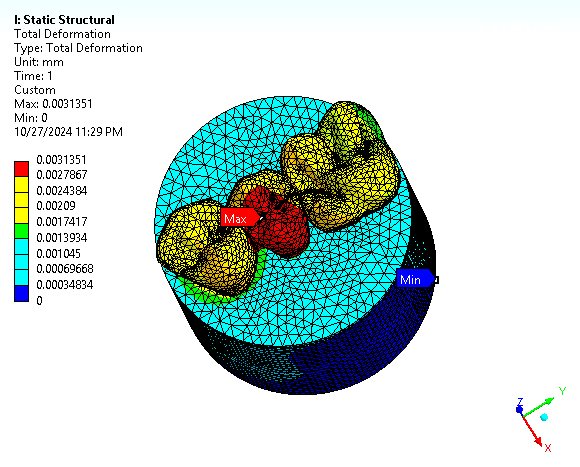 I: Static Structural
Total Deformation
Type: Total Deformation
Unit: mm
Time: 1
Custom
Max: 0.0031351
Min: 0
10/27/2024 11:29 PM
0.0031351
0.0027867
0.0024384
0.00209
0.0017417
0.0013934
0.001045
0.00069668
0.00034834
0
Max
Min
Z
Y
X